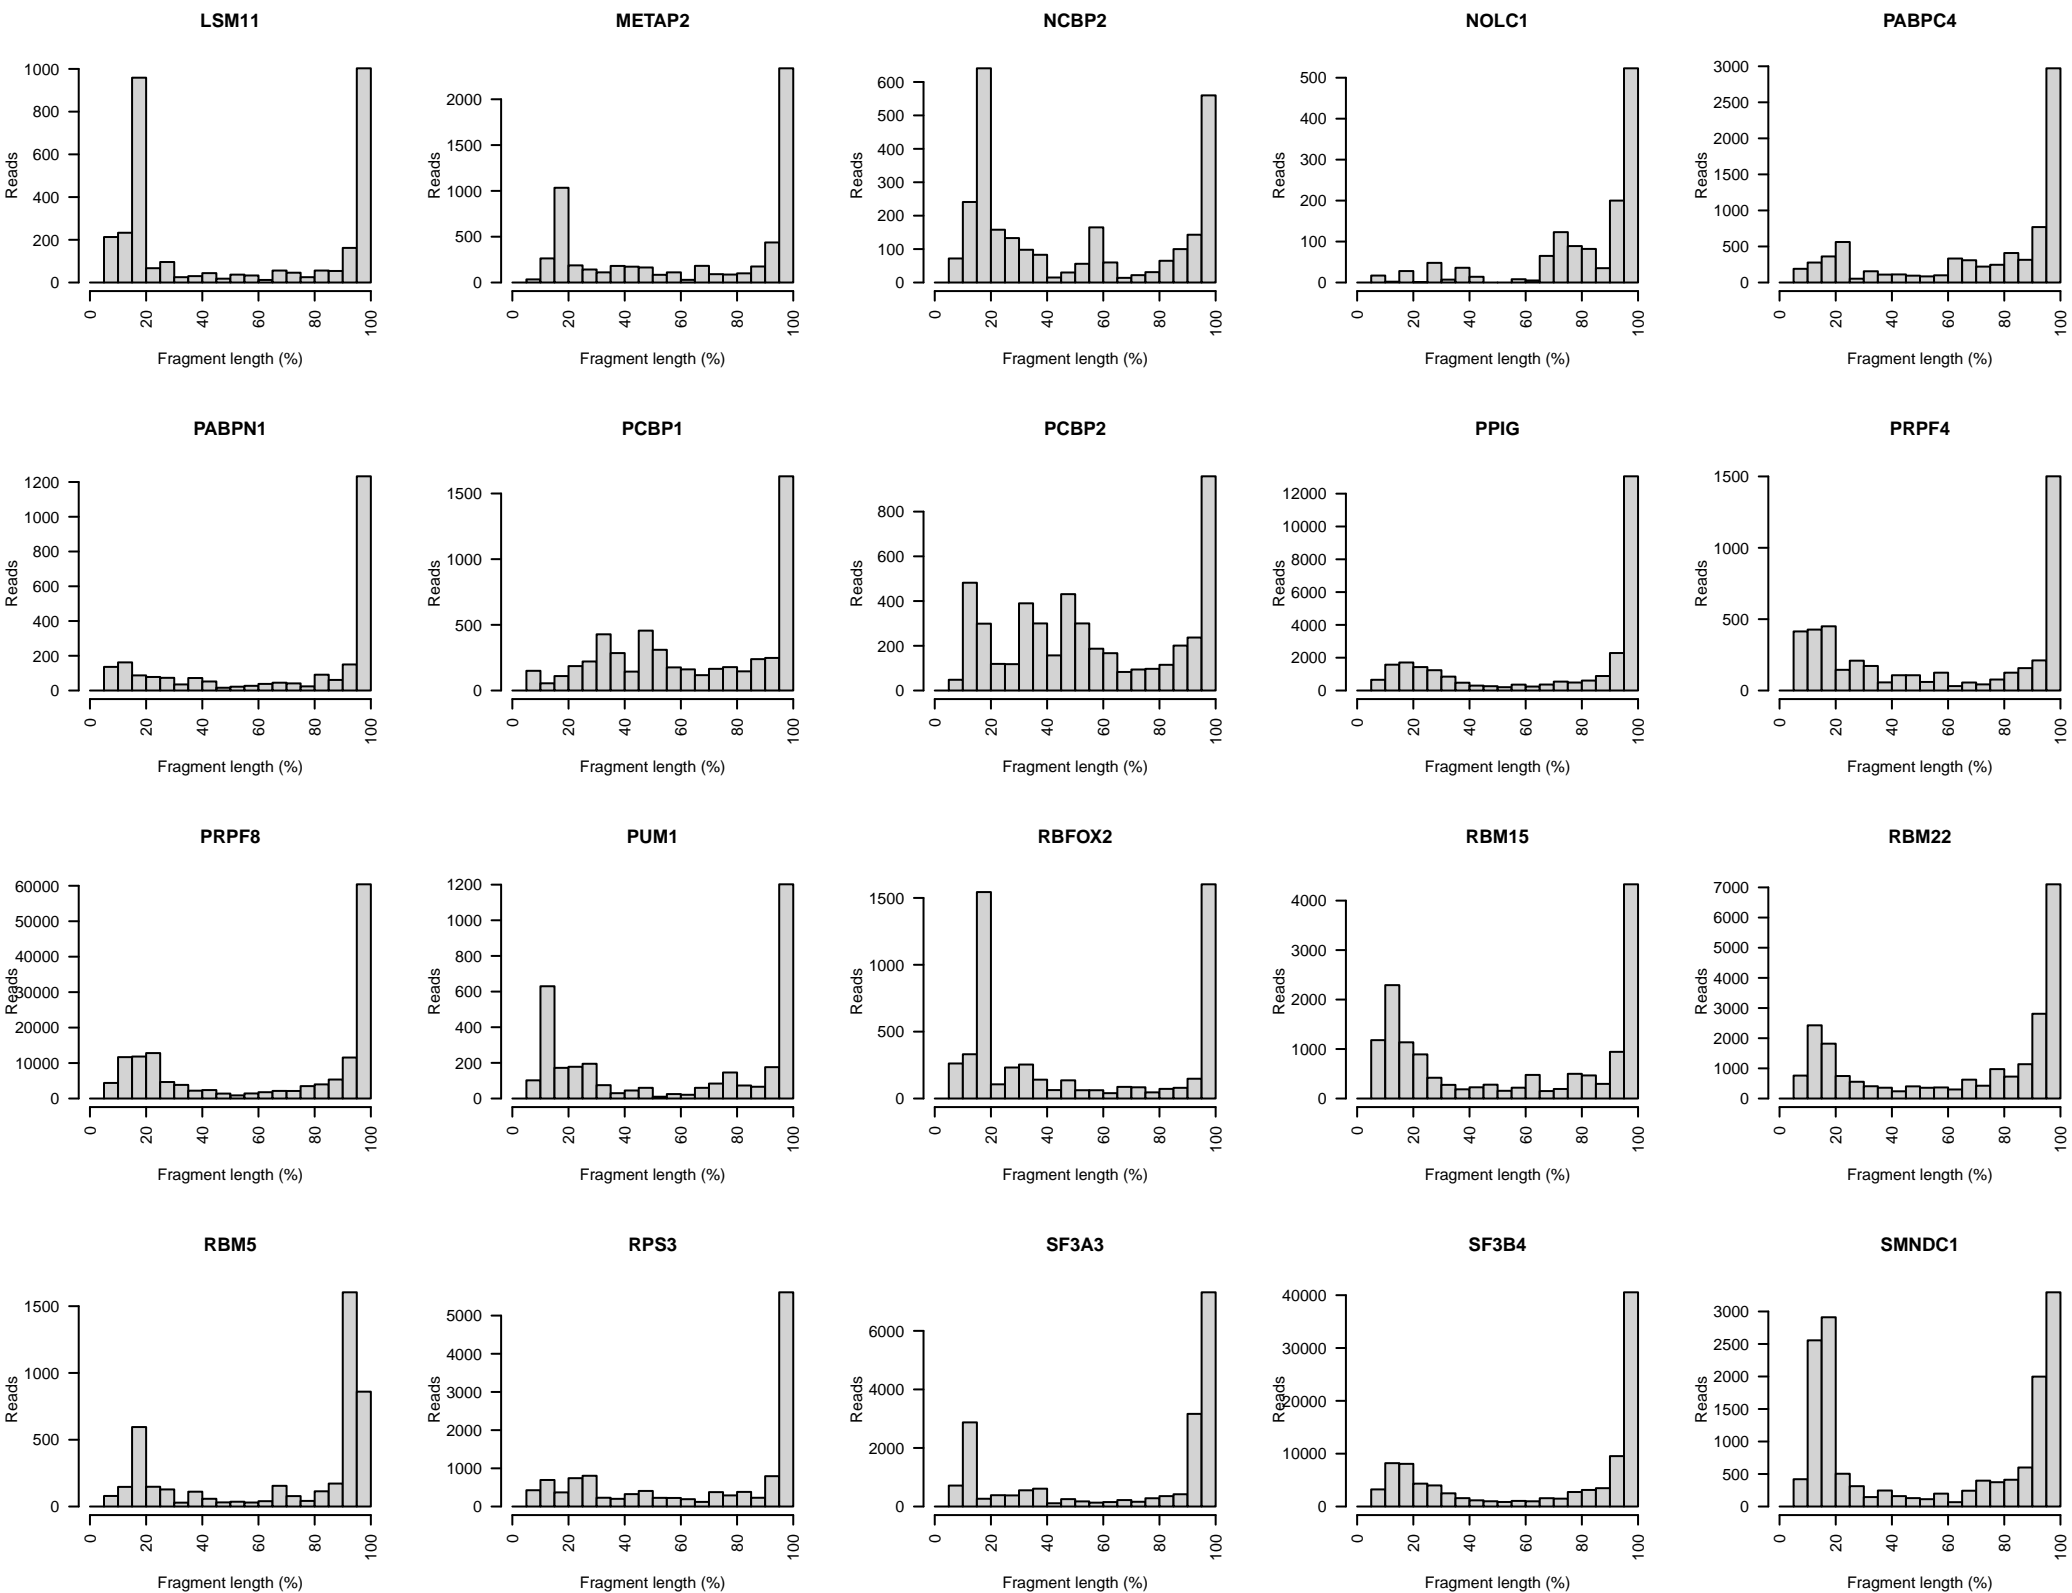 LSM11 METAP2 NCBP2 NOLC1 PABPC4
Reads 0 200 400 600 800 1000
0 20 40 60 80 100
Fragment length (%)
Reads 0 500 1000 1500 2000
0 20 40 60 80 100
Fragment length (%)
Reads 0 100 200 300 400 500 600
0 20 40 60 80 100
Fragment length (%)
Reads 0 100 200 300 400 500
0 20 40 60 80 100
Fragment length (%)
Reads 0 500 1000 1500 2000 2500 3000
0 20 40 60 80 100
Fragment length (%)
PABPN1 PCBP1 PCBP2 PPIG PRPF4
Reads 0 200 400 600 800 1000 1200
0 20 40 60 80 100
Fragment length (%)
Reads 0 500 1000 1500
0 20 40 60 80 100
Fragment length (%)
Reads 0 200 400 600 800
0 20 40 60 80 100
Fragment length (%)
Reads 0 2000 4000 6000 8000 10000 12000
0 20 40 60 80 100
Fragment length (%)
Reads 0 500 1000 1500
0 20 40 60 80 100
Fragment length (%)
PRPF8 PUM1 RBFOX2 RBM15 RBM22
Reads 0 10000 20000 30000 40000 50000 60000
0 20 40 60 80 100
Fragment length (%)
Reads 0 200 400 600 800 1000 1200
0 20 40 60 80 100
Fragment length (%)
Reads 0 500 1000 1500
0 20 40 60 80 100
Fragment length (%)
Reads 0 1000 2000 3000 4000
0 20 40 60 80 100
Fragment length (%)
Reads 0 1000 2000 3000 4000 5000 6000 7000
0 20 40 60 80 100
Fragment length (%)
RBM5 RPS3 SF3A3 SF3B4 SMNDC1
Reads 0 500 1000 1500
0 20 40 60 80 100
Fragment length (%)
Reads 0 1000 2000 3000 4000 5000
0 20 40 60 80 100
Fragment length (%)
Reads 0 2000 4000 6000
0 20 40 60 80 100
Fragment length (%)
Reads 0 10000 20000 30000 40000
0 20 40 60 80 100
Fragment length (%)
Reads 0 500 1000 1500 2000 2500 3000
0 20 40 60 80 100
Fragment length (%)